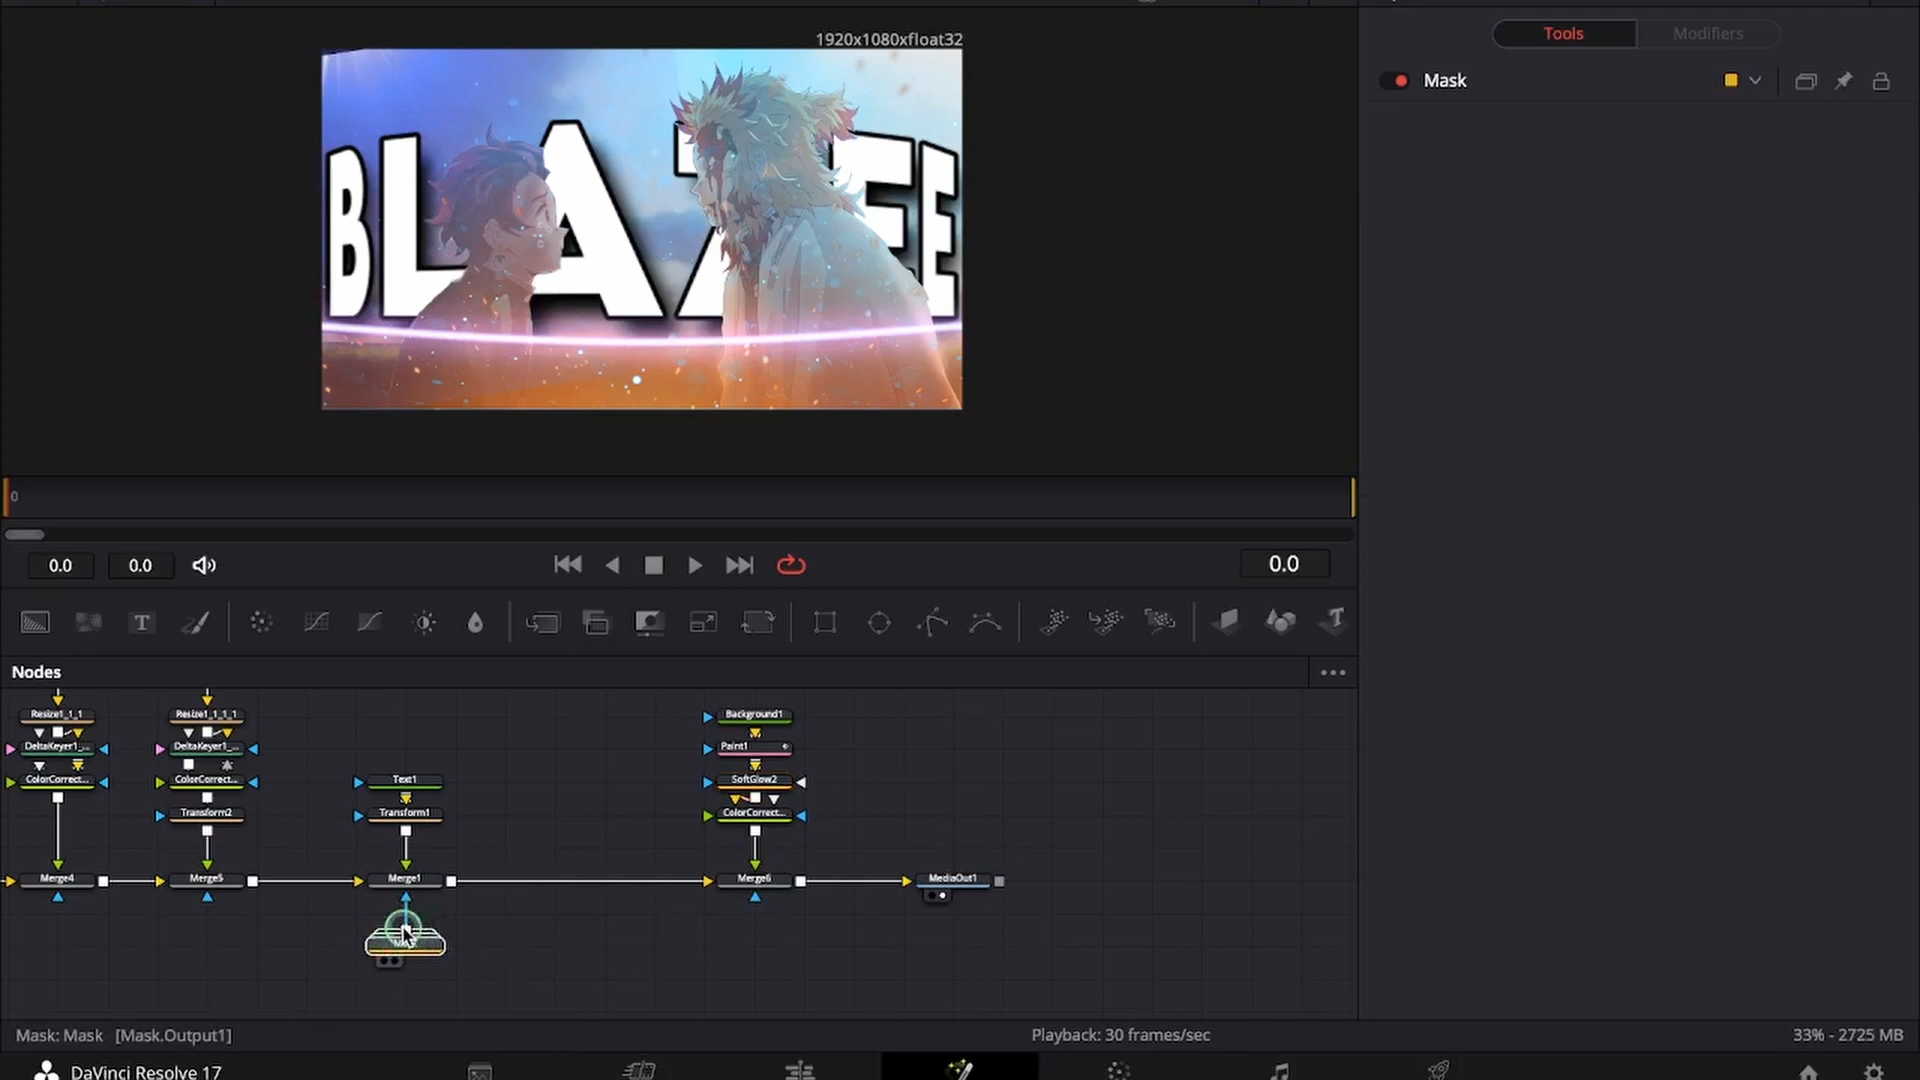 1920x1080xfloat32
Tools
Modifiers
Mask
BLAZEE
0
0.0
0.0
0.0
T
T
Nodes
Resize1_1_1
Resize1_1_1_1
Background1
DeltaKeyer1_...
DeltaKeyer1_...
Paint1
ColorCorrect...
ColorCorrect...
Text1
SoftGlow2
Transform2
Transform1
ColorCorrect...
Merge4
Merge5
Merge1
Merge6
MediaOut1
Mask: Mask [Mask.Output1]
Playback: 30 frames/sec
33% - 2725 MB
DaVinci Resolve 17